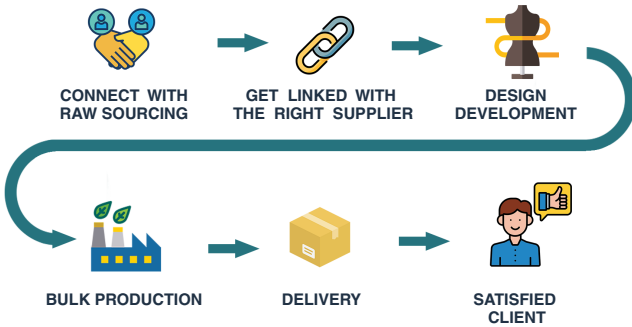 CONNECT WITH
RAW SOURCING
GET LINKED WITH
THE RIGHT SUPPLIER
DESIGN
DEVELOPMENT
BULK PRODUCTION
DELIVERY
SATISFIED
CLIENT